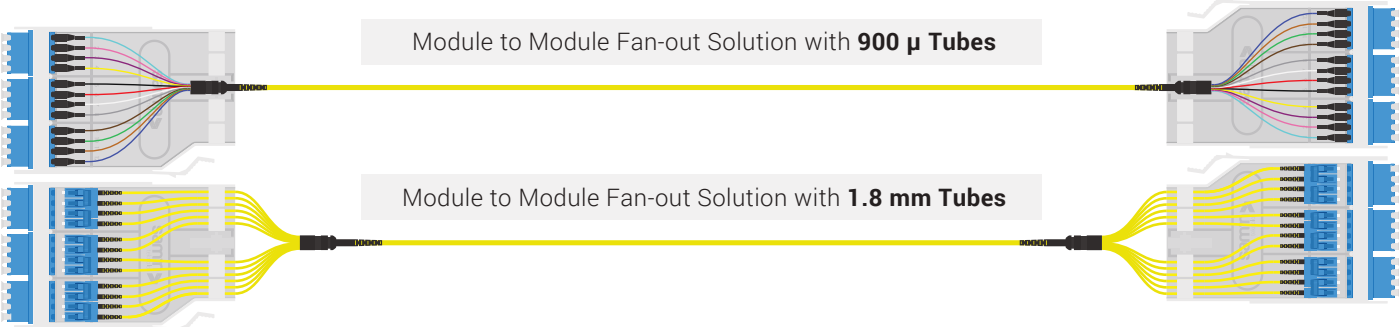 Module to Module Fan-out Solution with 900 µ Tubes
Module to Module Fan-out Solution with 1.8 mm Tubes